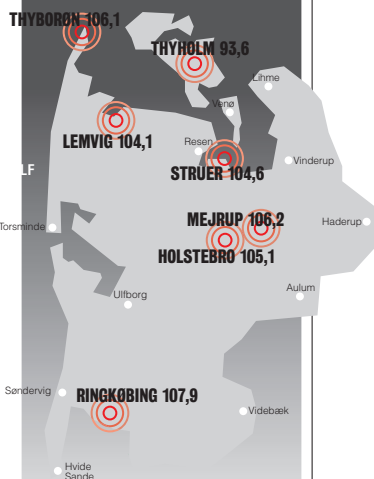 THYBORØN 106,1
THYHOLM 93,6
Lihme
Venø
LEMVIG 104,1
Resen
Vinderup
LF
STRUER 104,6
MEJRUP 106,2
Haderup
Torsminde
HOLSTEBRO 105,1
Aulum
Ulfborg
Søndervig
RINGKØBING 107,9
Videbæk
Hvide
Sande